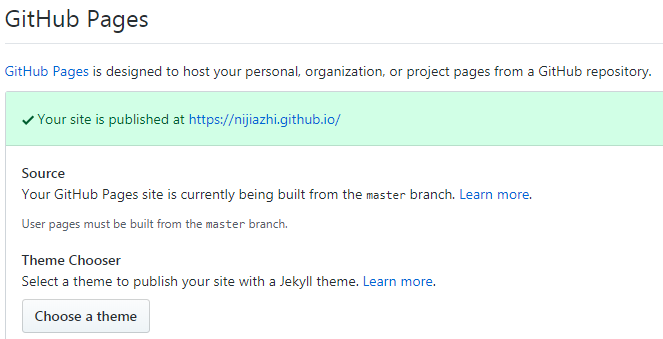 GitHub Pages
GitHub Pages is designed to host your personal, organization, or project pages from a GitHub repository.
Your site is published at https://nijiazhi.github.io/
Source
Your GitHub Pages site is currently being built from the master branch. Learn more.
User pages must be built from the master branch.
Theme Chooser
Select a theme to publish your site with a Jekyll theme. Learn more.
Choose a theme